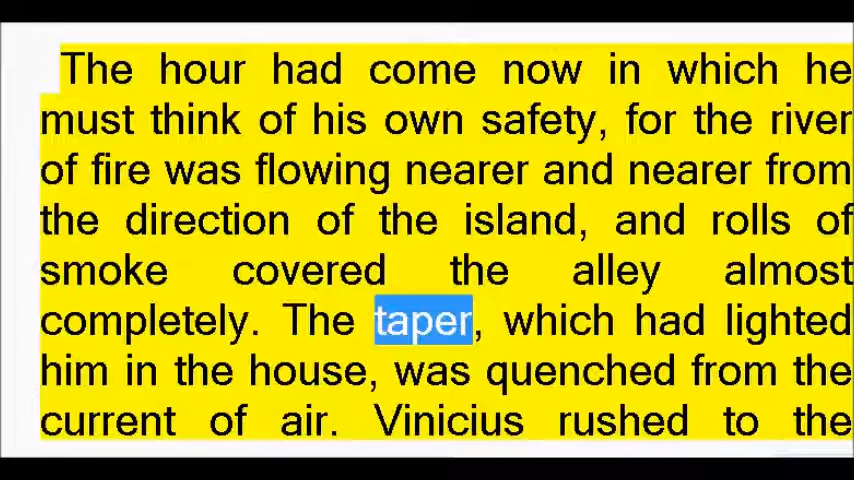 The hour had come now in which he
must think of his own safety, for the river
of fire was flowing nearer and nearer from
the direction of the island, and rolls of
smoke covered the alley almost
completely. The taper, which had lighted
him in the house, was quenched from the
current of air. Vinicius rushed to the